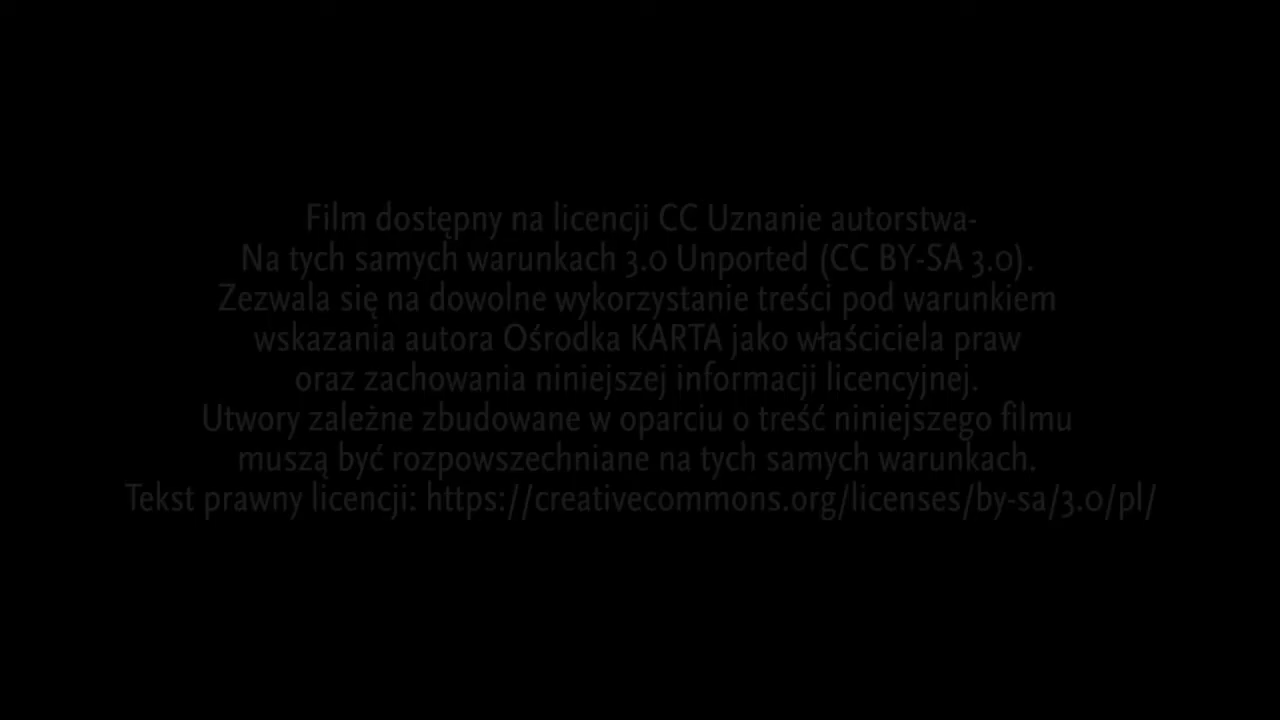 Film dostępny na licencji CC Uznanie autorstwa-
Na tych samych warunkach 3.0 Unported (CC BY-SA 3.0).
Zezwala się na dowolne wykorzystanie treści pod warunkiem
wskazania autora Ośrodka KARTA jako właściciela praw
oraz zachowania niniejszej informacji licencyjnej.
Utwory zależne zbudowane w oparciu o treść niniejszego filmu
muszą być rozpowszechniane na tych samych warunkach.
Tekst prawny licencji: https://creativecommons.org/licenses/by-sa/3.0/pl/